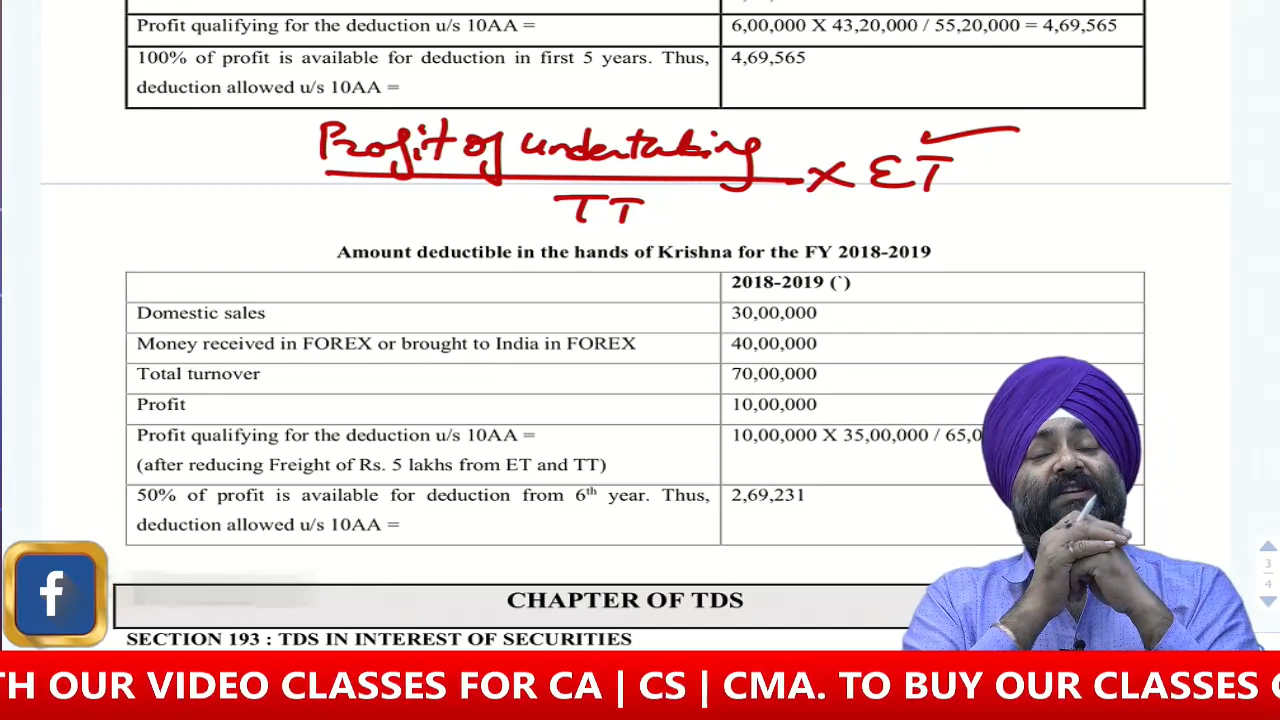 Profit qualifying for the deduction u/s 10AA =
6,00,000 X 43,20,000 / 55,20,000 = 4,69,565
100% of profit is available for deduction in first 5 years. Thus,
deduction allowed u/s 10AA =
4,69,565
Profit of undertaking
TT
X ET
Amount deductible in the hands of Krishna for the FY 2018-2019
2018-2019 (`)
Domestic sales
30,00,000
Money received in FOREX or brought to India in FOREX
40,00,000
Total turnover
70,00,000
Profit
10,00,000
Profit qualifying for the deduction u/s 10AA =
(after reducing Freight of Rs. 5 lakhs from ET and TT)
10,00,000 X 35,00,000 / 65,0
50% of profit is available for deduction from 6th year. Thus,
deduction allowed u/s 10AA =
2,69,231
CHAPTER OF TDS
SECTION 193 : TDS IN INTEREST OF SECURITIES
3
4
f
TH OUR VIDEO CLASSES FOR CA | CS | CMA. TO BUY OUR CLASSES